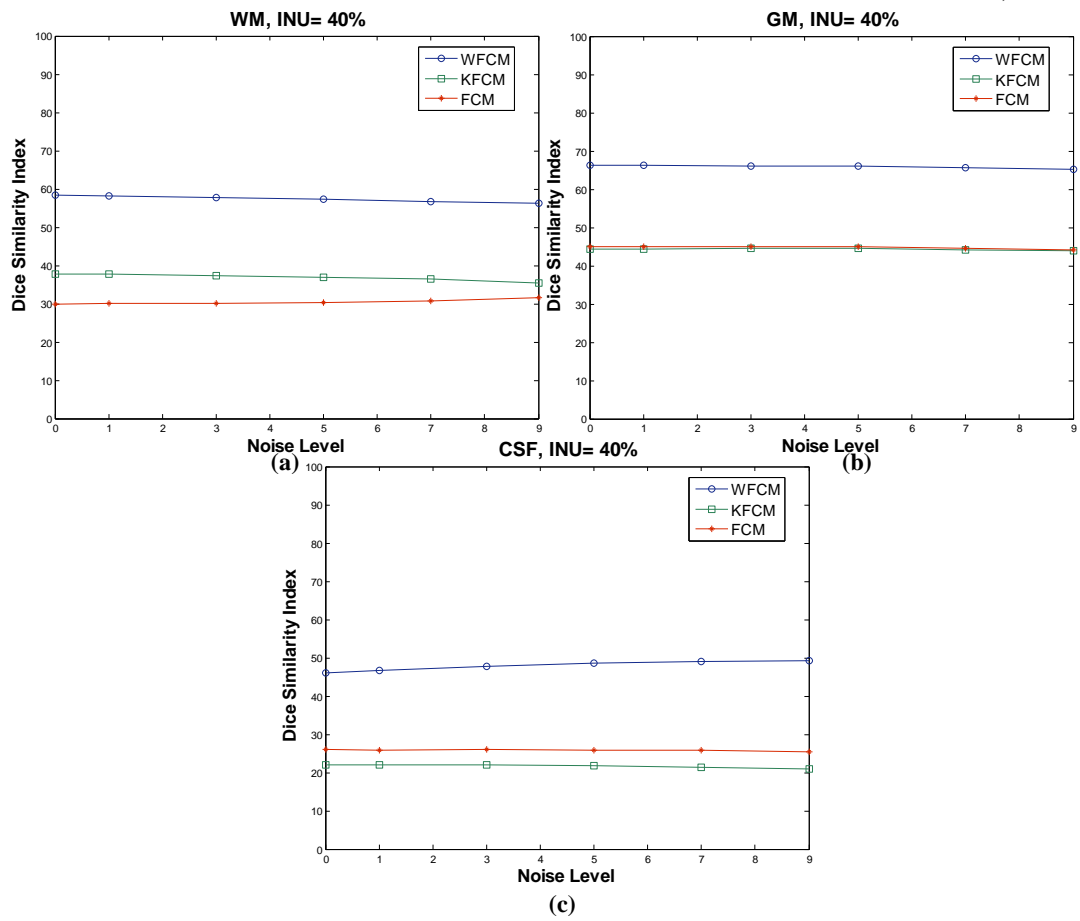 WM, INU= 40%
100
90
80
70
60
50
40
30
20
10
0
Dice Similarity Index
WFCM
KFCM
FCM
0 1 2 3 4 5 6 7 8 9
Noise Level
(a)
GM, INU= 40%
100
90
80
70
60
50
40
30
20
10
0
Dice Similarity Index
WFCM
KFCM
FCM
0 1 2 3 4 5 6 7 8 9
Noise Level
(b)
CSF, INU= 40%
100
90
80
70
60
50
40
30
20
10
0
Dice Similarity Index
WFCM
KFCM
FCM
0 1 2 3 4 5 6 7 8 9
Noise Level
(c)